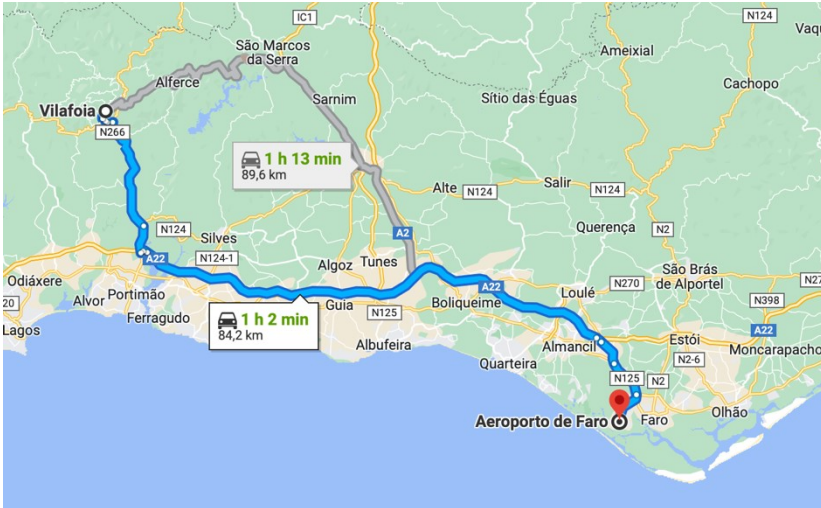 IC1
N124
Vaqu
São Marcos
da Serra
Ameixial
Alferce
Cachopo
Vilafoia
Sarnim
Sítio das Éguas
N266
1 h 13 min
89,6 km
Alte
N124
Salir
N124
N124
Silves
A2
Querença
N2
A22
N124-1
Algoz
Tunes
São Brás
de Alportel
N27
Odiáxere
Portimão
A22
Loulé
N270
20
Alvor
Guia
N125
Boliqueime
N398
Ferragudo
1 h 2 min
84,2 km
A22
Lagos
Albufeira
Almancil
Estói
Moncarapacho
Quarteira
N2-6
N125
N2
Aeroporto de Faro
Faro
Olhão